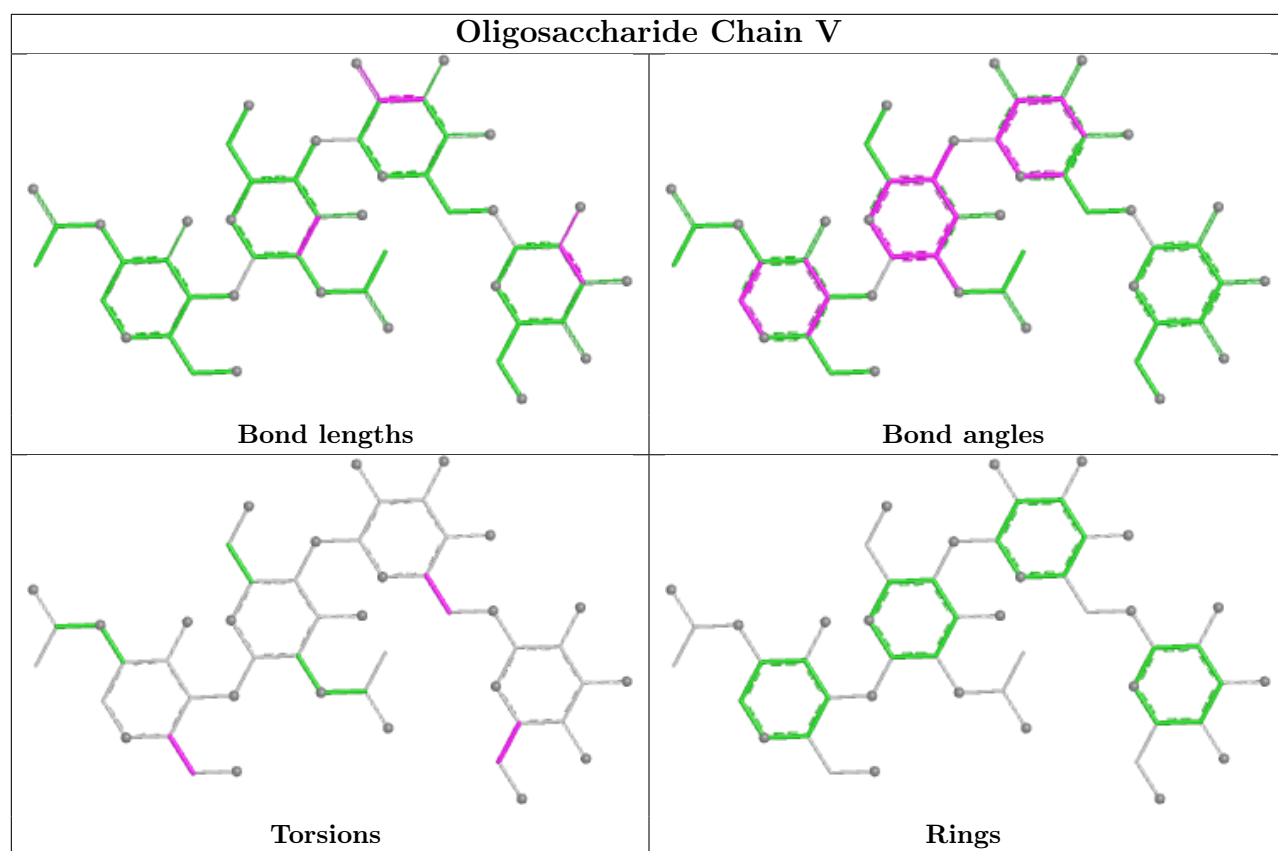 Oligosaccharide Chain V
Bond lengths
Bond angles
Torsions
Rings